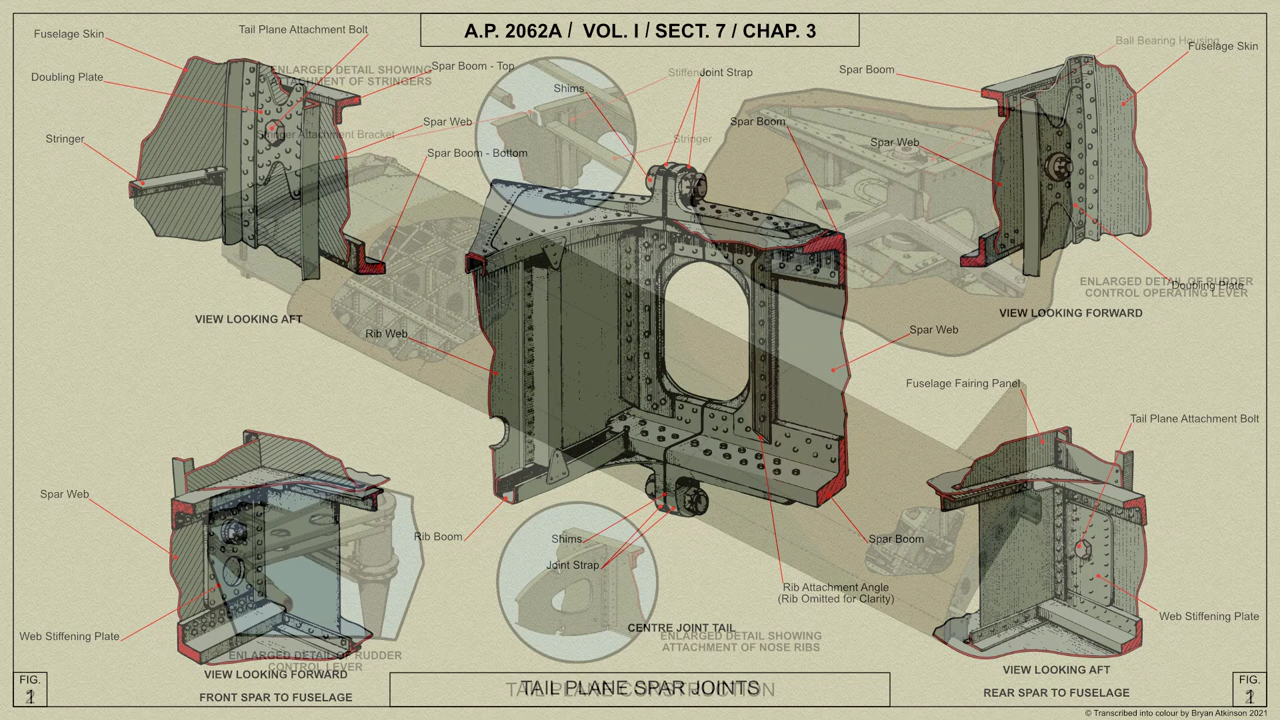 A.P. 2062A / VOL. I / SECT. 7 / CHAP. 3
Fuselage Skin
Tail Plane Attachment Bolt
Doubling Plate
Stringer
ENLARGED DETAIL SHOWING
ATTACHMENT OF STRINGERS
Stringer Attachment Bracket
Spar Boom - Top
Spar Web
Spar Boom - Bottom
VIEW LOOKING AFT
Shims
Stiffener
Joint Strap
Stringer
Spar Boom
Ball Bearing Housing
Fuselage Skin
Spar Boom
Spar Web
Doubling Plate
ENLARGED DETAIL OF RUDDER
CONTROL OPERATING LEVER
VIEW LOOKING FORWARD
Rib Web
Spar Web
Rib Boom
Shims
Joint Strap
Spar Boom
Rib Attachment Angle
(Rib Omitted for Clarity)
CENTRE JOINT TAIL
ENLARGED DETAIL SHOWING
ATTACHMENT OF NOSE RIBS
Spar Web
Web Stiffening Plate
ENLARGED DETAIL OF RUDDER
CONTROL LEVER
VIEW LOOKING FORWARD
FRONT SPAR TO FUSELAGE
Fuselage Fairing Panel
Tail Plane Attachment Bolt
Web Stiffening Plate
VIEW LOOKING AFT
REAR SPAR TO FUSELAGE
FIG.
TAIL PLANE SPAR JOINTS
TAIL PLANE CONSTRUCTION
FIG.
© Transcribed into colour by Bryan Atkinson 2021